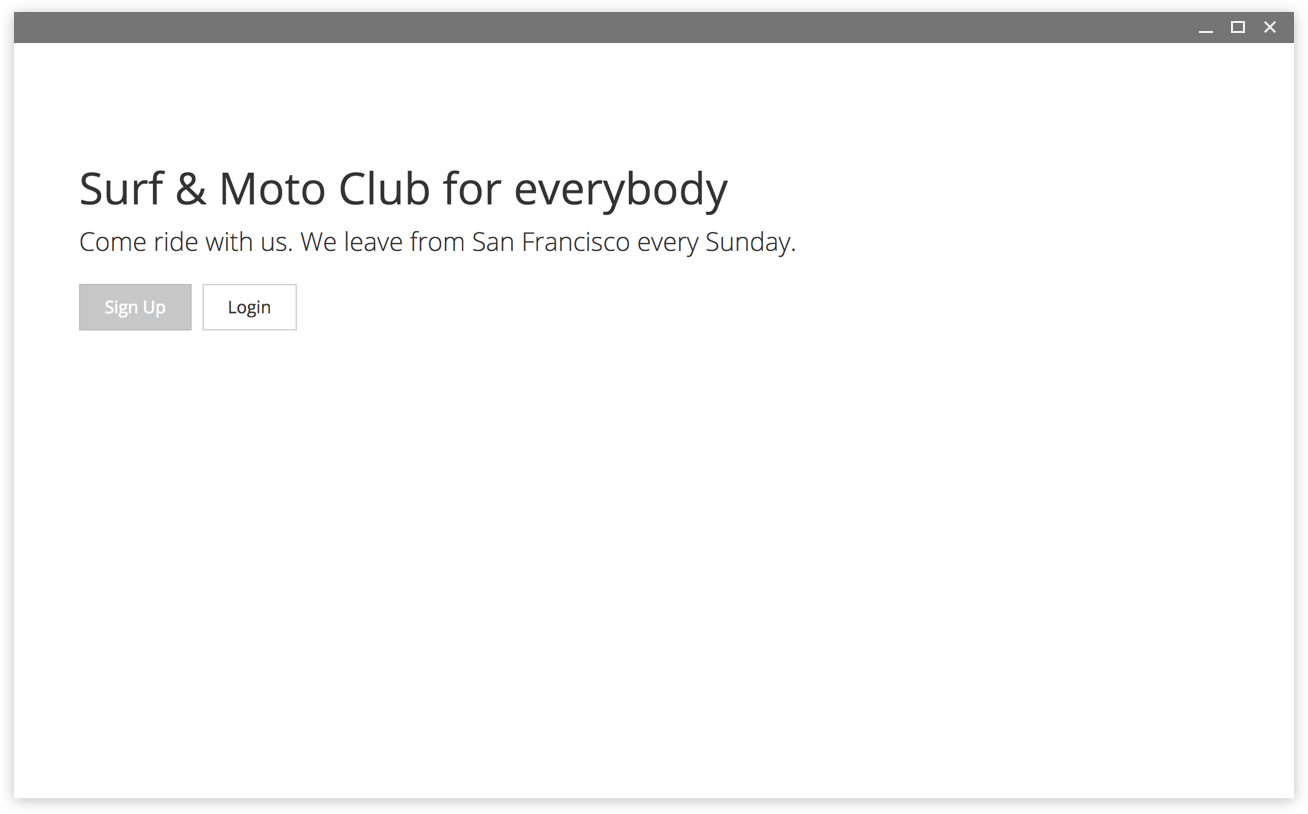 Surf & Moto Club for everybody
Come ride with us. We leave from San Francisco every Sunday.
Sign Up
Login